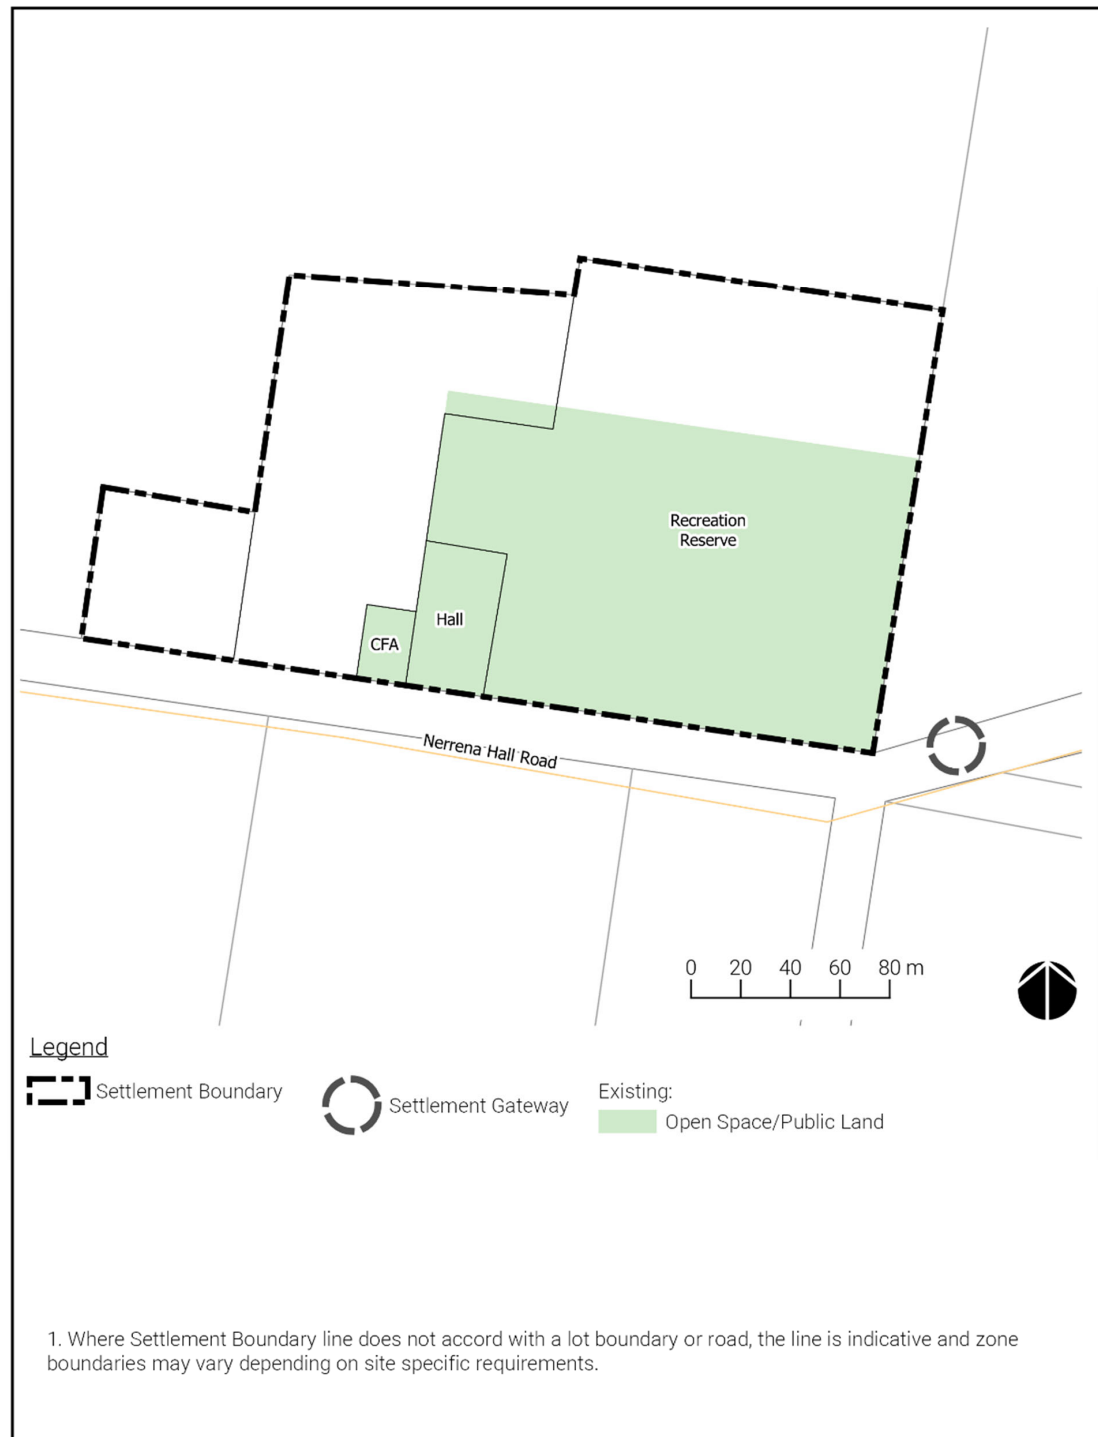 Recreation
Reserve
Hall
CFA
Nerrena Hall Road
0 20 40 60 80 m
Legend
Settlement Boundary
Settlement Gateway
Existing:
Open Space/Public Land
1. Where Settlement Boundary line does not accord with a lot boundary or road, the line is indicative and zone
boundaries may vary depending on site specific requirements.